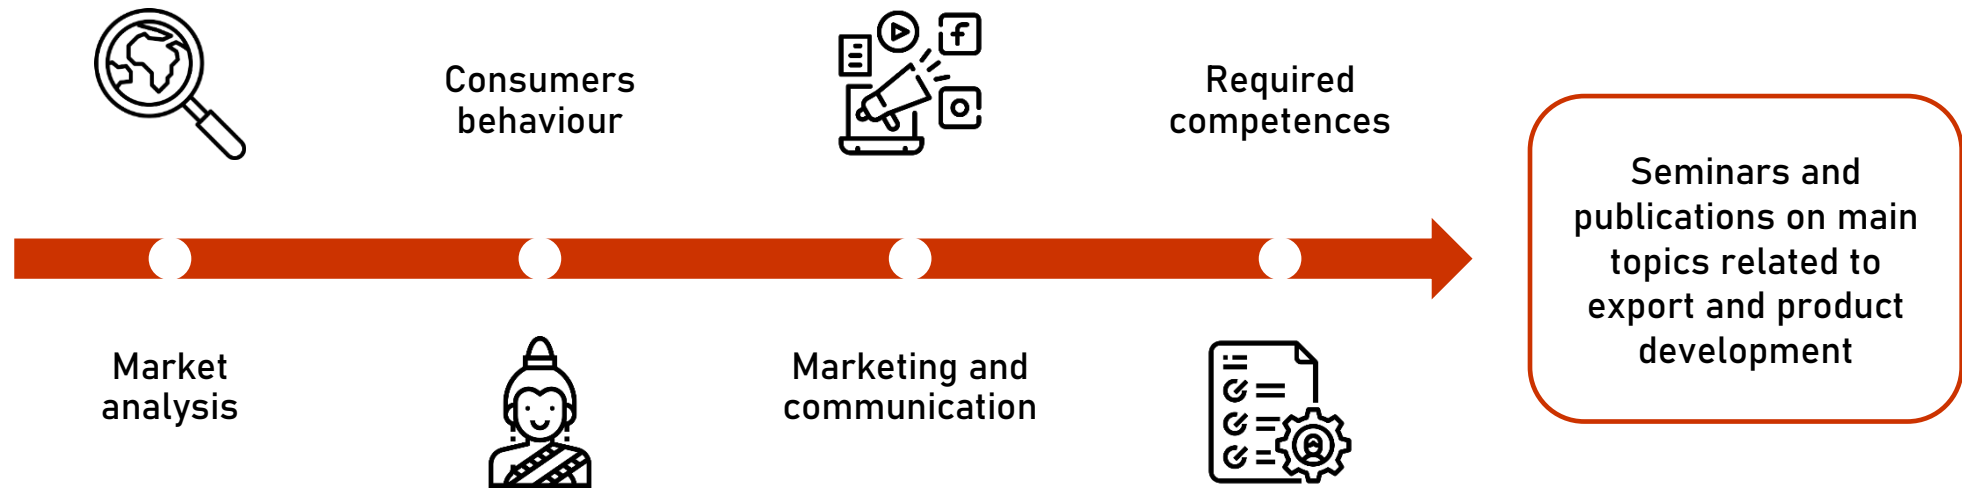 Consumers
behaviour
Required
competences
Market
analysis
Marketing and
communication
Seminars and
publications on main
topics related to
export and product
development